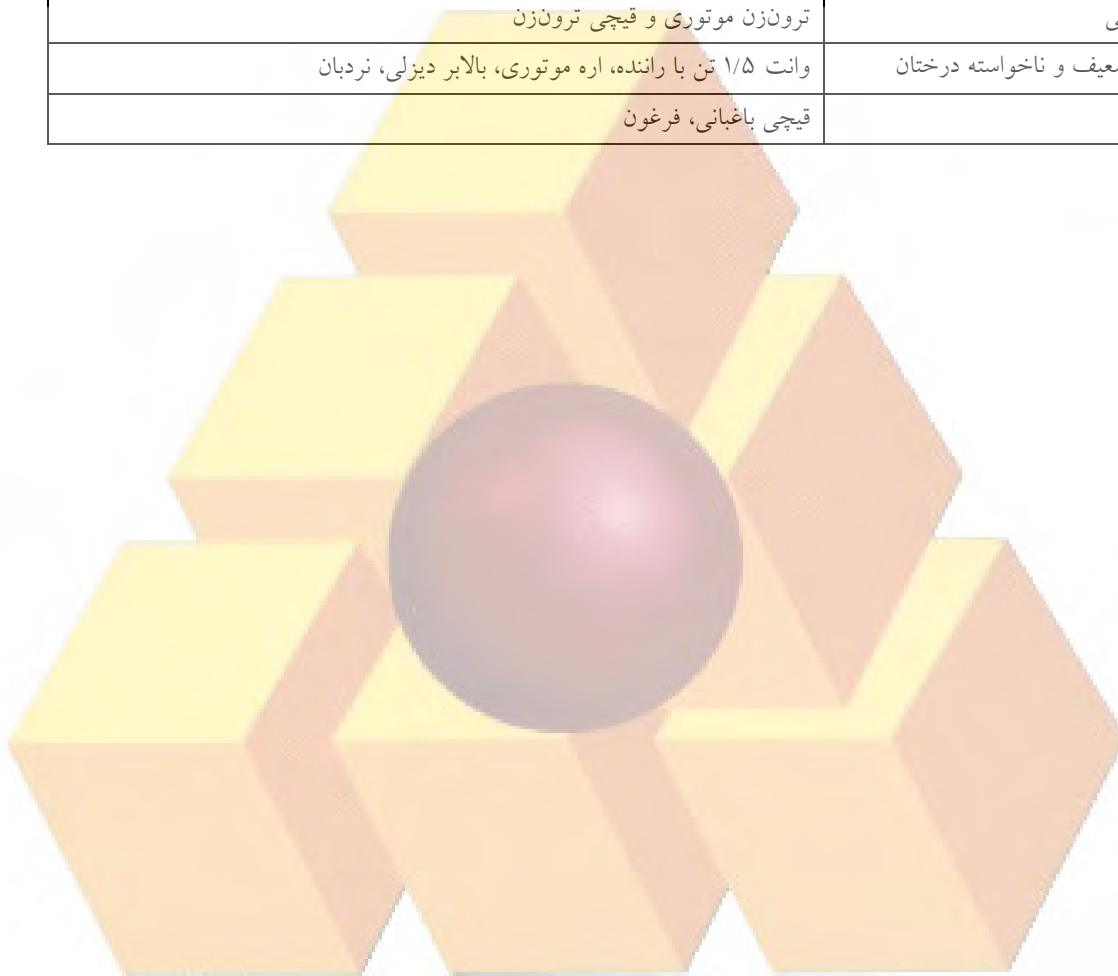 ترون‌زن موتوری و قیچی ترون‌زن
ناخواسته درختان وانت ۱/۵ تن با راننده، اره موتوری، بالابر دیزلی، نردبان
قیچی باغبانی، فرغون